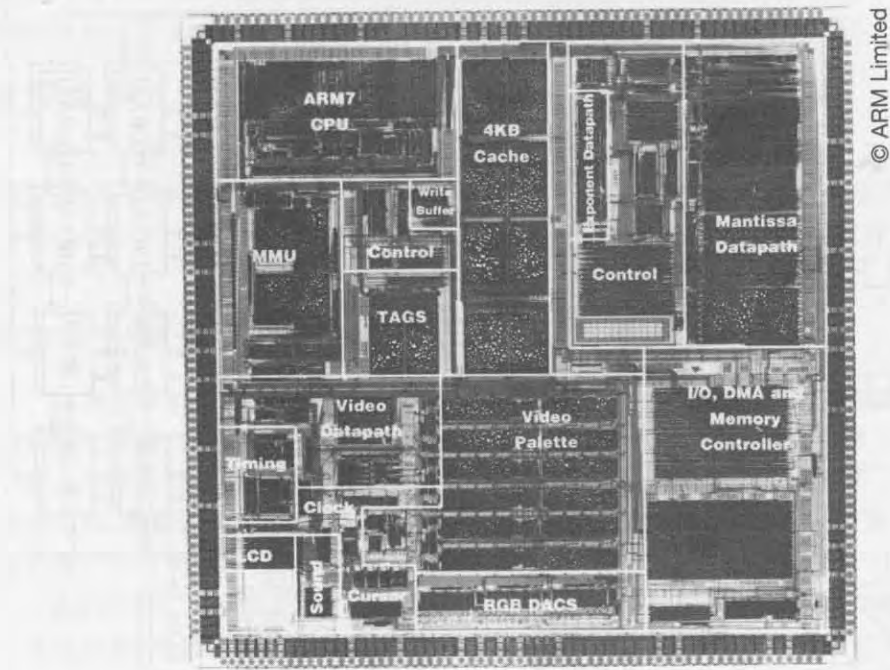 © ARM Limited
ARM7
CPU
4KB
Cache
Exponent Datapath
Mantissa
Datapath
Control
Write
Buffer
MMU
Control
TAGS
Video
Datapath
Video
Palette
I/O, DMA and
Memory
Controller
Timing
Clock
LCD
Sound
Cursor
RGB DACS